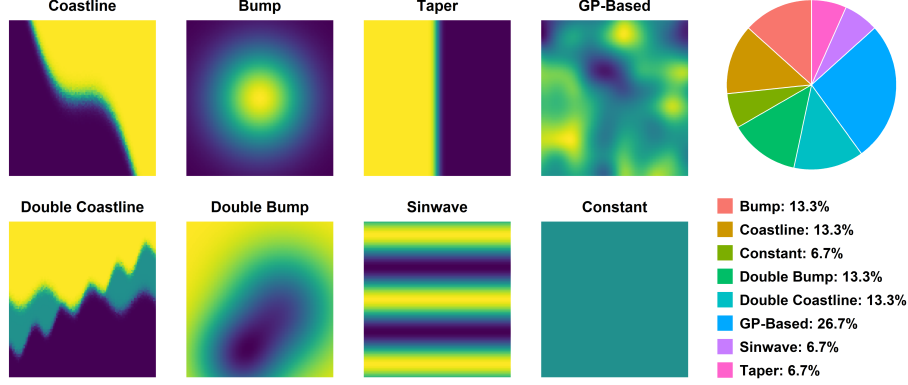 Coastline
Bump
Taper
GP-Based
Double Coastline
Double Bump
Sinwave
Constant
Bump: 13.3%
Coastline: 13.3%
Constant: 6.7%
Double Bump: 13.3%
Double Coastline: 13.3%
GP-Based: 26.7%
Sinwave: 6.7%
Taper: 6.7%